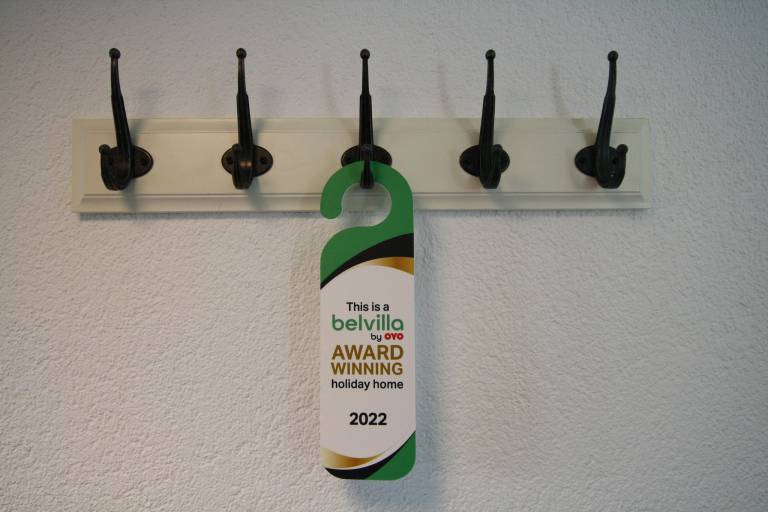 This is a
belvilla
by OYO
AWARD
WINNING
holiday home
2022